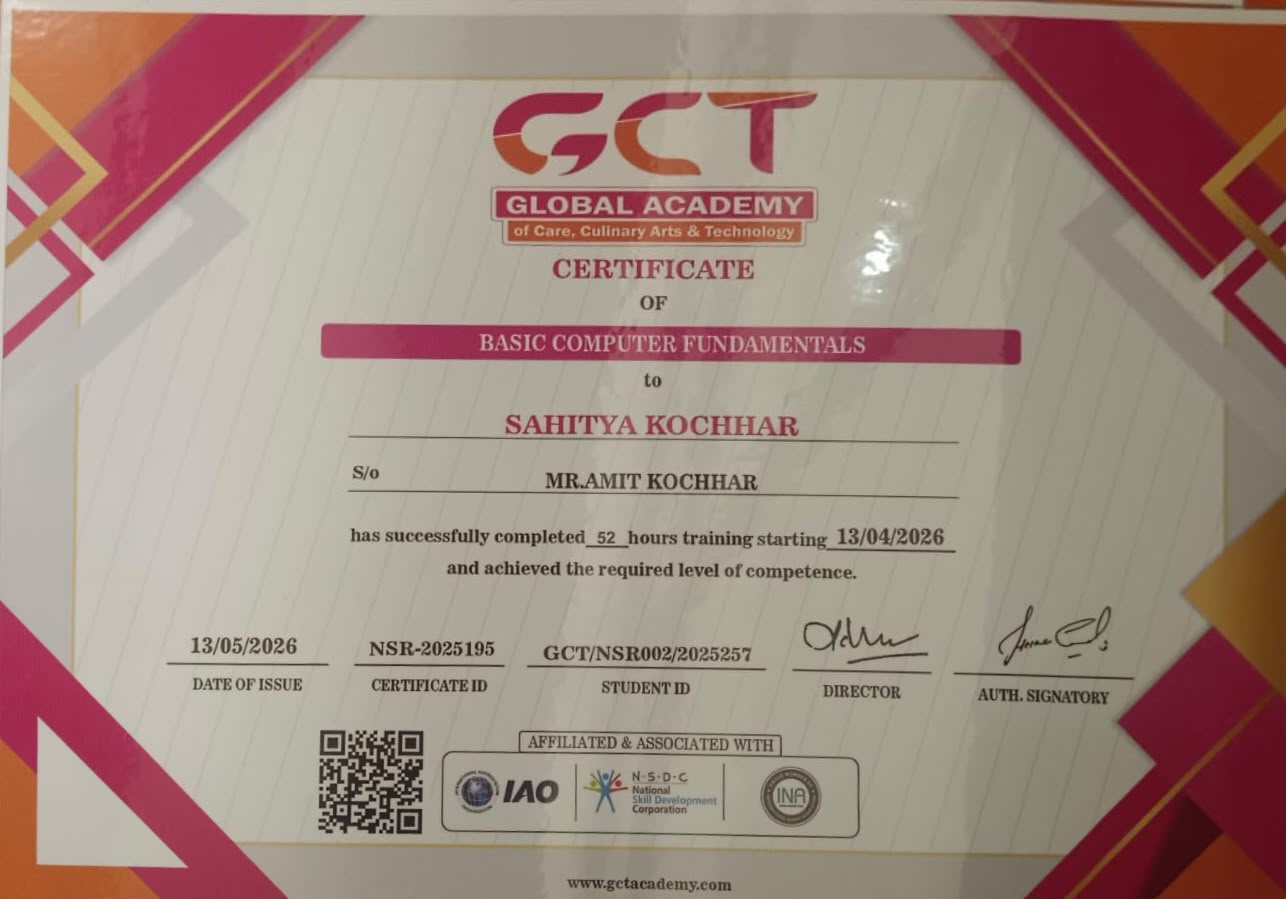 GCT
GLOBAL ACADEMY
of Care, Culinary Arts & Technology
CERTIFICATE
OF
BASIC COMPUTER FUNDAMENTALS
to
SAHITYA KOCHHAR
S/o MR.AMIT KOCHHAR
has successfully completed 52 hours training starting 13/04/2026
and achieved the required level of competence.
13/05/2026 NSR-2025195 GCT/NSR002/2025257
DATE OF ISSUE CERTIFICATE ID STUDENT ID DIRECTOR AUTH. SIGNATORY
AFFILIATED & ASSOCIATED WITH
IAO
N·S·D·C
National
Skill Development
Corporation
INA
www.gctacademy.com